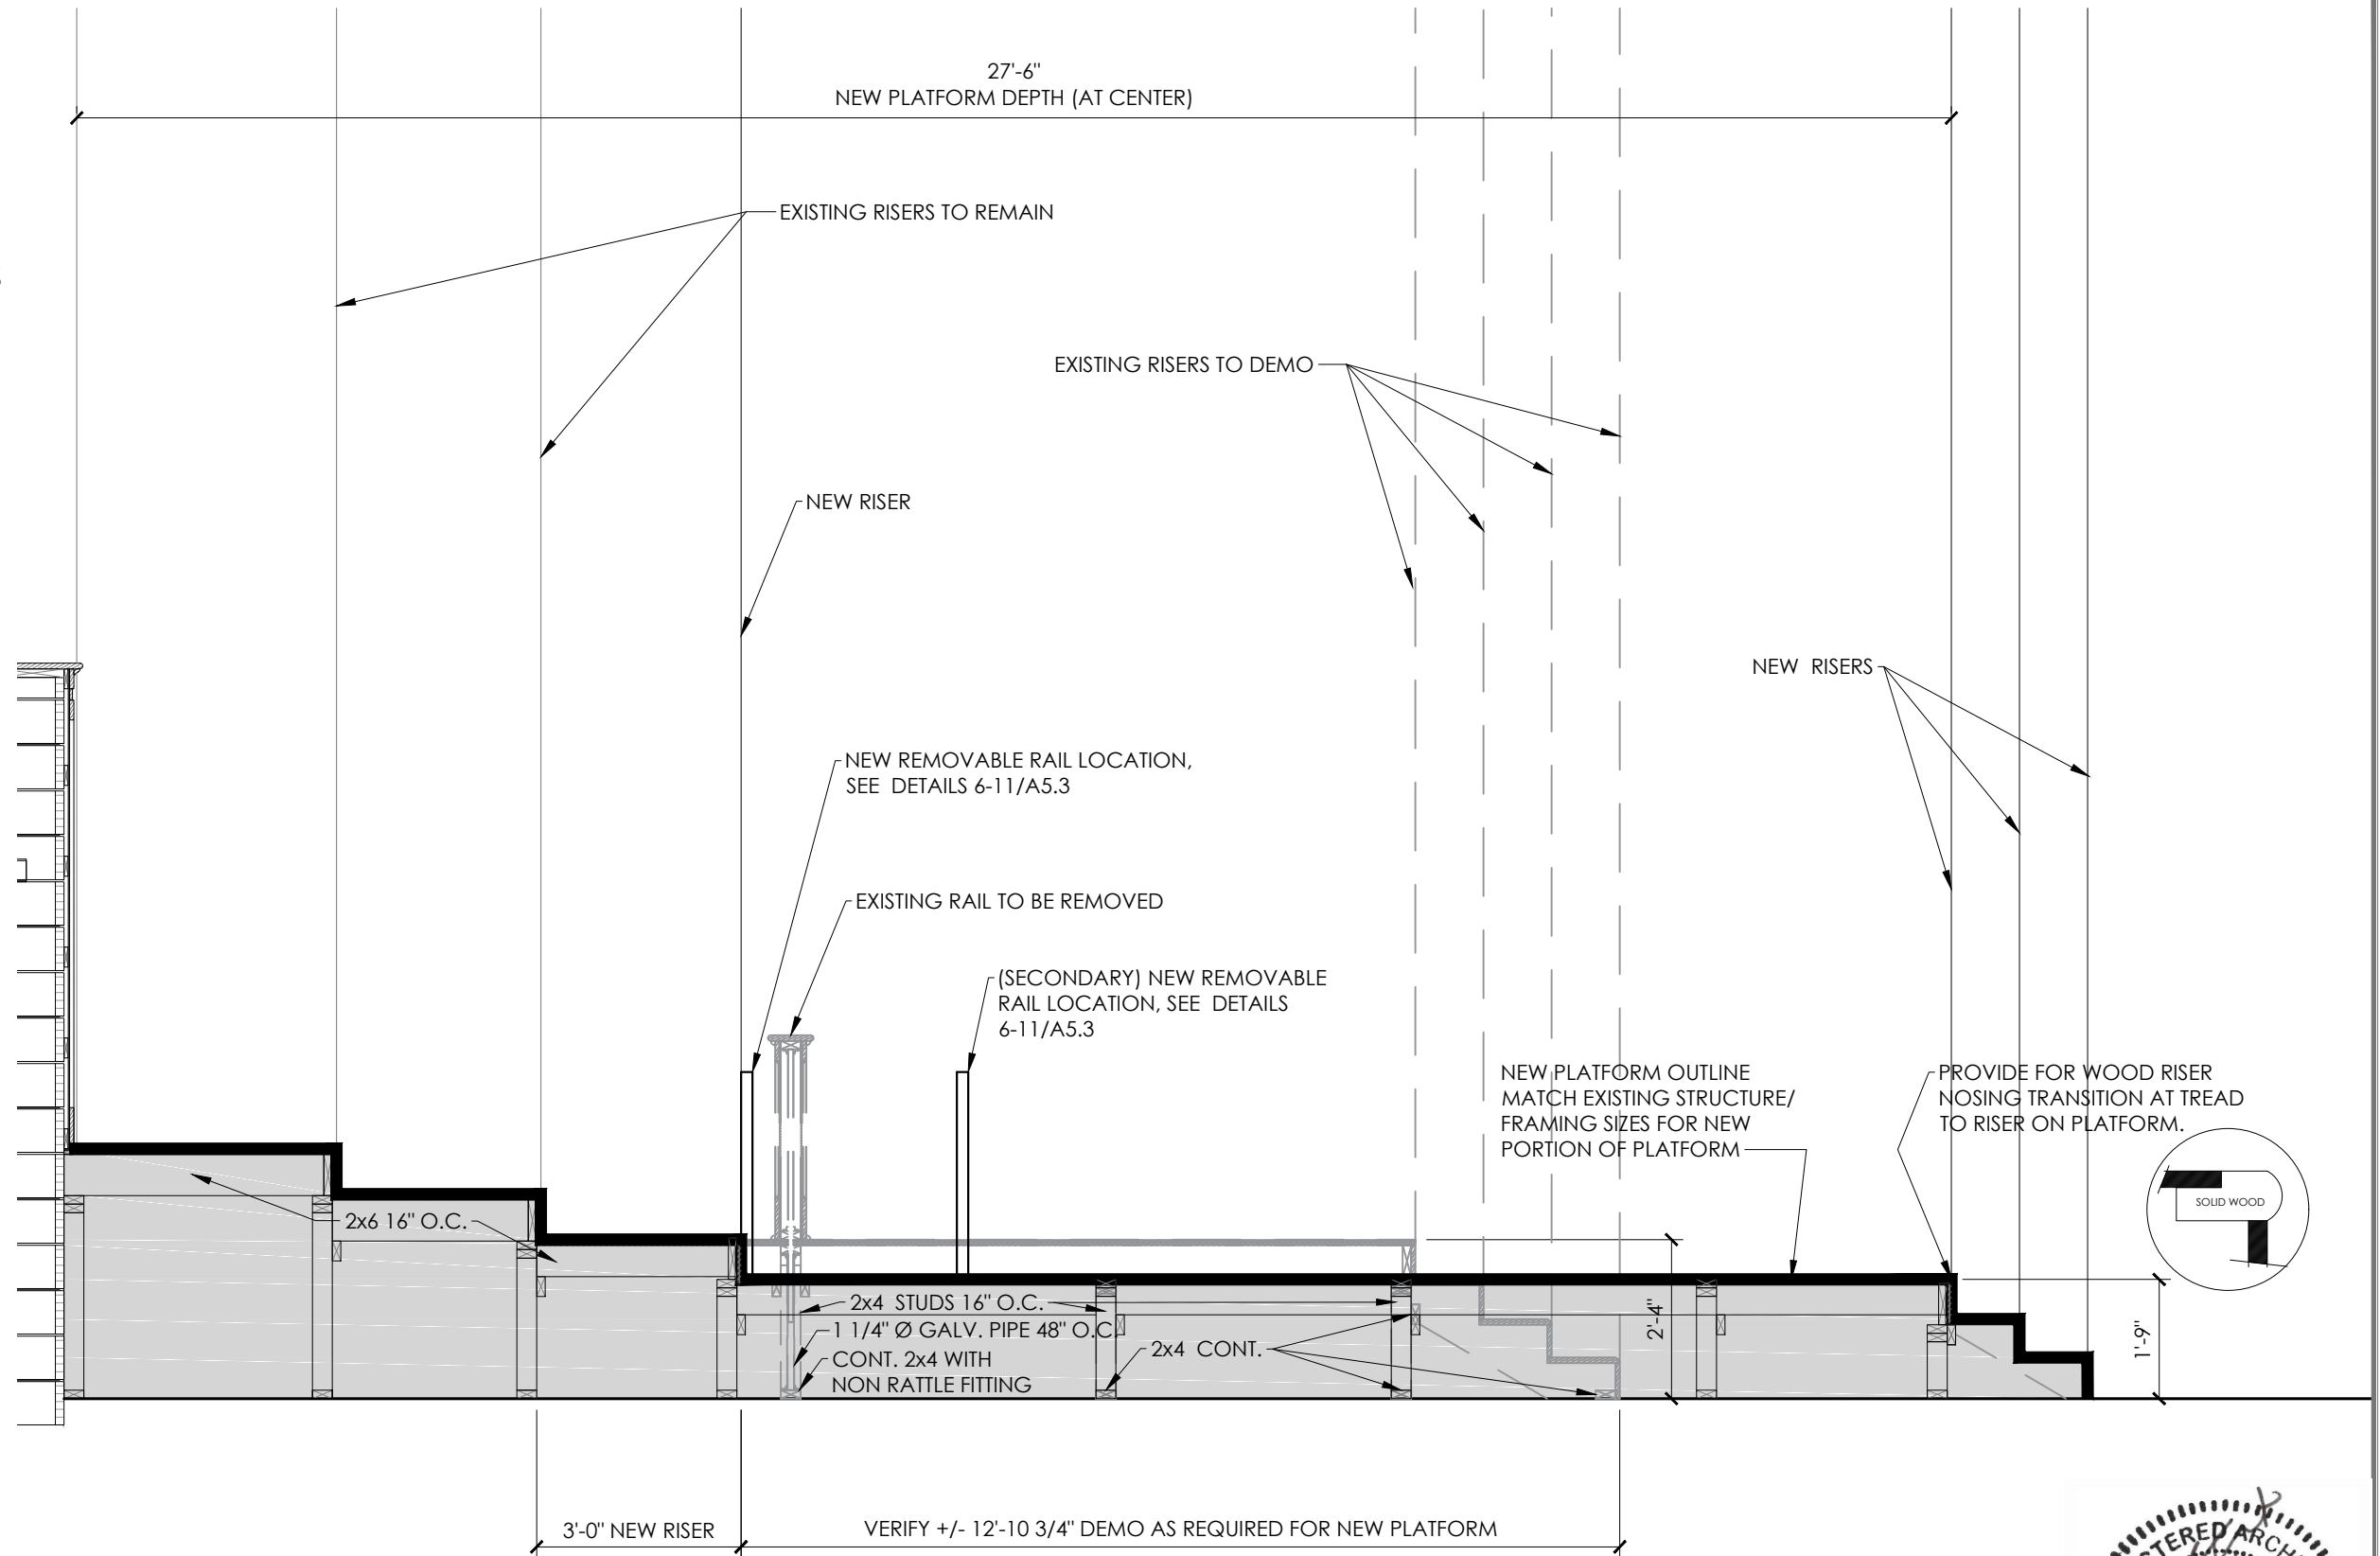 27'-6"
NEW PLATFORM DEPTH (AT CENTER)
EXISTING RISERS TO REMAIN
EXISTING RISERS TO DEMO
NEW RISER
NEW RISERS
NEW REMOVABLE RAIL LOCATION,
SEE DETAILS 6-11/A5.3
EXISTING RAIL TO BE REMOVED
(SECONDARY) NEW REMOVABLE
RAIL LOCATION, SEE DETAILS
6-11/A5.3
NEW PLATFORM OUTLINE
MATCH EXISTING STRUCTURE/
FRAMING SIZES FOR NEW
PORTION OF PLATFORM
PROVIDE FOR WOOD RISER
NOSING TRANSITION AT TREAD
TO RISER ON PLATFORM.
SOLID WOOD
2x6 16" O.C.
2x4 STUDS 16" O.C.
1 1/4" Ø GALV. PIPE 48" O.C.
CONT. 2x4 WITH
NON RATTLE FITTING
2x4 CONT.
2'-4"
1'-9"
3'-0" NEW RISER
VERIFY +/- 12'-10 3/4" DEMO AS REQUIRED FOR NEW PLATFORM